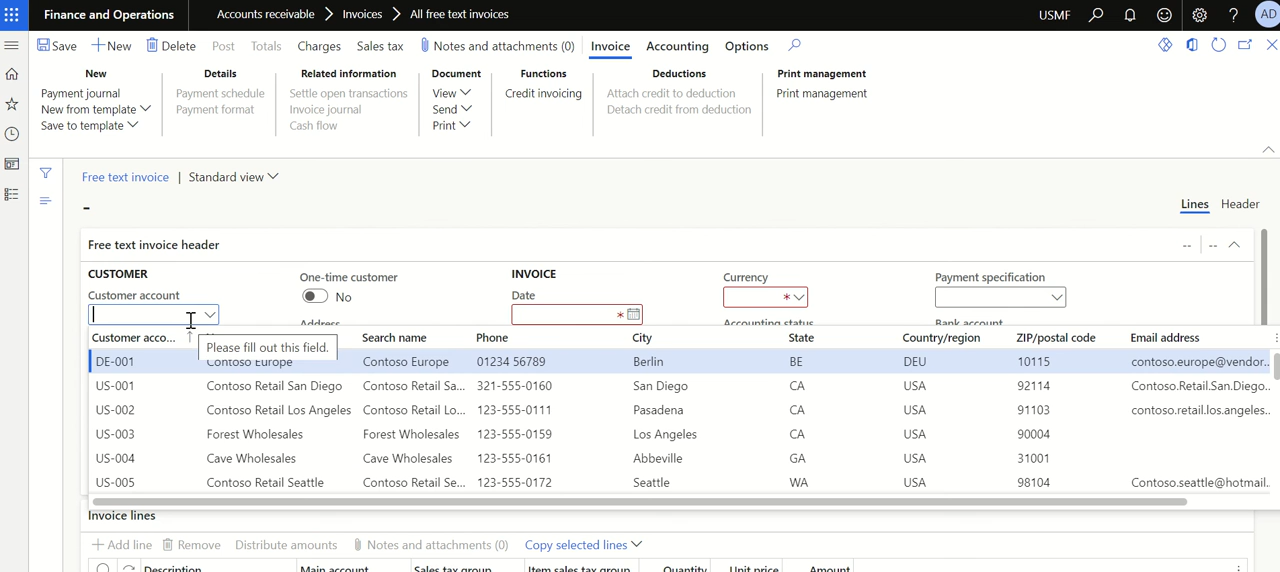 Finance and Operations Accounts receivable Invoices All free text invoices USMF ? AD
Save New Delete Post Totals Charges Sales tax Notes and attachments (0) Invoice Accounting Options
New Details Related information Document Functions Deductions Print management
Payment journal Payment schedule Settle open transactions View Credit invoicing Attach credit to deduction Print management
New from template Payment format Invoice journal Send Detach credit from deduction
Save to template Cash flow Print
Free text invoice | Standard view
-
Lines Header
Free text invoice header -- --
CUSTOMER One-time customer INVOICE Currency Payment specification
Customer account No Date
* *
Address Accounting status Bank account
Customer acco... Search name Phone City State Country/region ZIP/postal code Email address
Please fill out this field.
DE-001 Contoso Europe Contoso Europe 01234 56789 Berlin BE DEU 10115 contoso.europe@vendor...
US-001 Contoso Retail San Diego Contoso Retail Sa... 321-555-0160 San Diego CA USA 92114 Contoso.Retail.San.Diego...
US-002 Contoso Retail Los Angeles Contoso Retail Lo... 123-555-0111 Pasadena CA USA 91103 contoso.retail.los.angeles...
US-003 Forest Wholesales Forest Wholesales 123-555-0159 Los Angeles CA USA 90004
US-004 Cave Wholesales Cave Wholesales 123-555-0161 Abbeville GA USA 31001
US-005 Contoso Retail Seattle Contoso Retail Se... 123-555-0172 Seattle WA USA 98104 Contoso.seattle@hotmail...
Invoice lines
Add line Remove Distribute amounts Notes and attachments (0) Copy selected lines
Description Main account Sales tax group Item sales tax group Quantity Unit price Amount